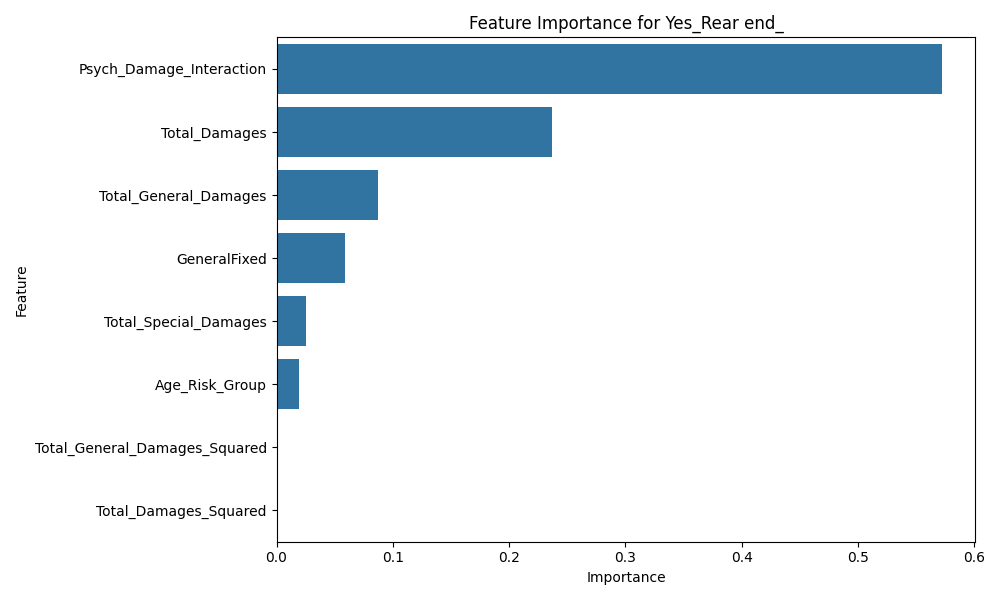 Feature Importance for Yes_Rear end_
Feature
Psych_Damage_Interaction
Total_Damages
Total_General_Damages
GeneralFixed
Total_Special_Damages
Age_Risk_Group
Total_General_Damages_Squared
Total_Damages_Squared
0.0 0.1 0.2 0.3 0.4 0.5 0.6
Importance